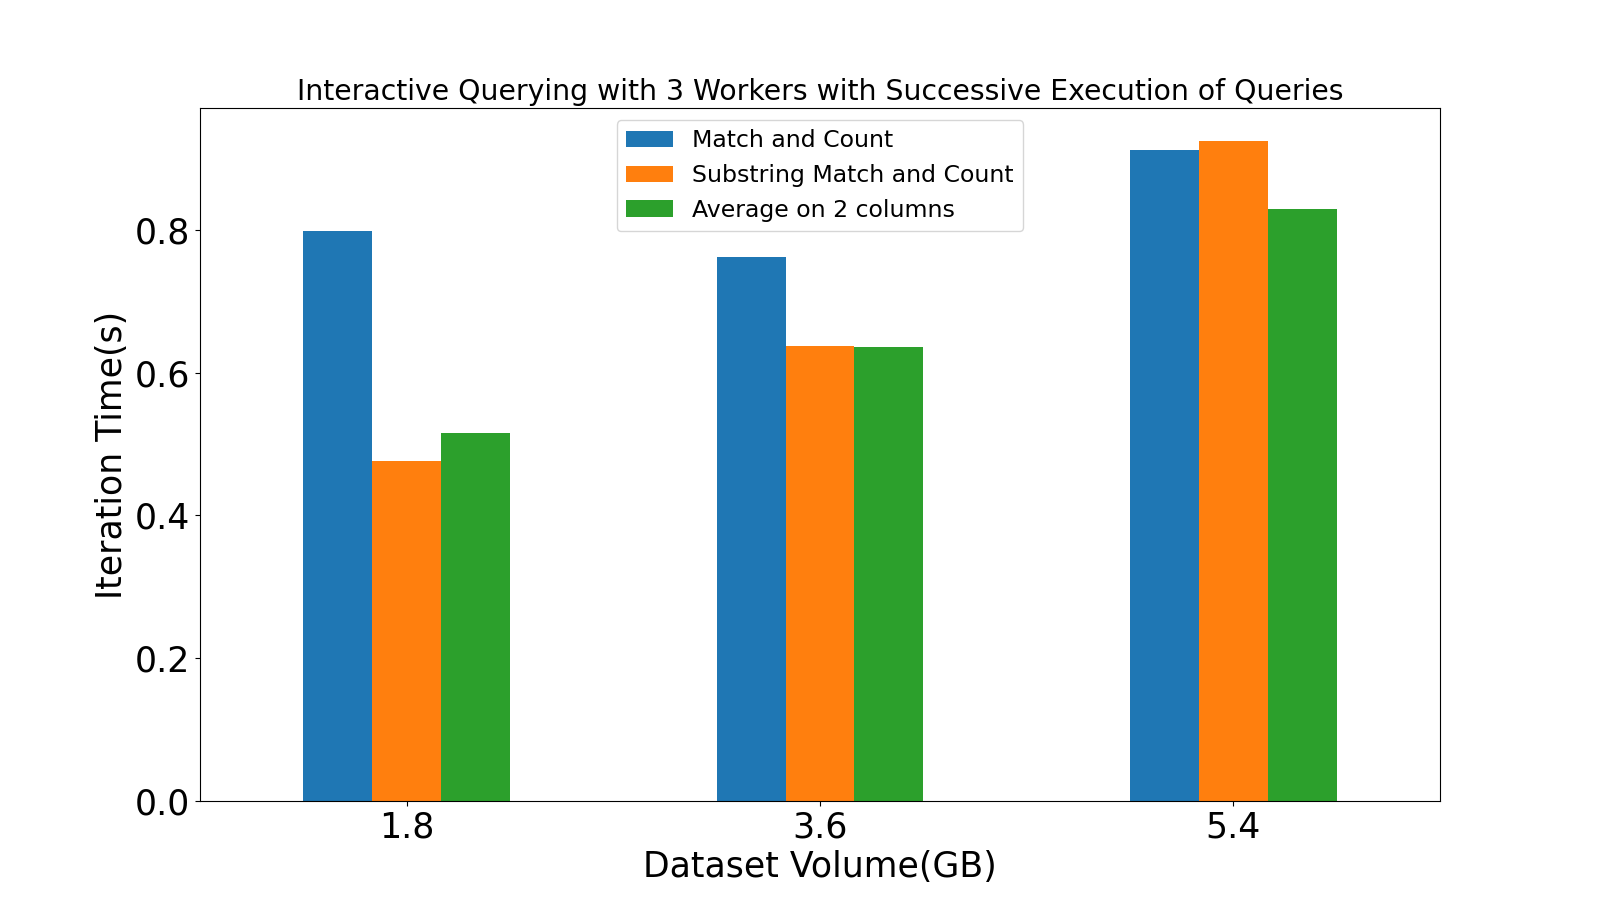 Interactive Querying with 3 Workers with Successive Execution of Queries
Match and Count
Substring Match and Count
Average on 2 columns
0.8
0.6
0.4
0.2
0.0
Iteration Time(s)
1.8
3.6
5.4
Dataset Volume(GB)